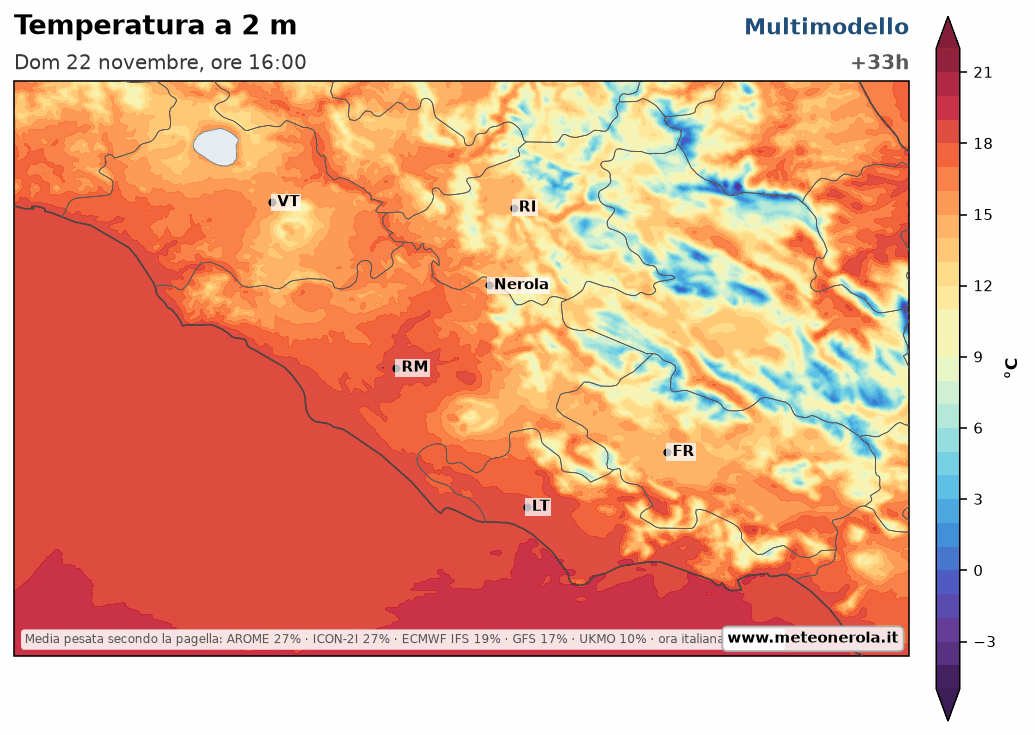 Temperatura a 2 m
Multimodello
Dom 22 novembre, ore 16:00
+33h
VT
RI
Nerola
RM
FR
LT
Media pesata secondo la pagella: AROME 27% · ICON-2I 27% · ECMWF IFS 19% · GFS 17% · UKMO 10% · ora italiana
www.meteonerola.it
21
18
15
12
9
6
3
0
−3
°C